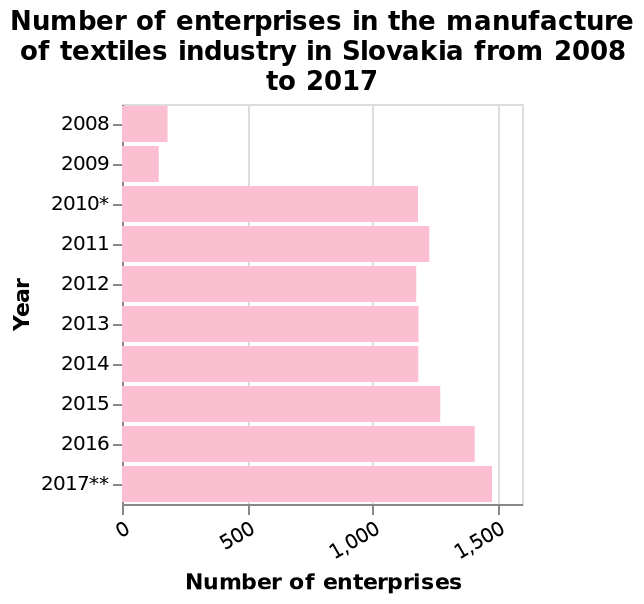 Number of enterprises in the manufacture
of textiles industry in Slovakia from 2008
to 2017
2008
2009
2010*
2011
2012
2013
2014
2015
2016
2017**
Year
0
500
1,000
1,500
Number of enterprises